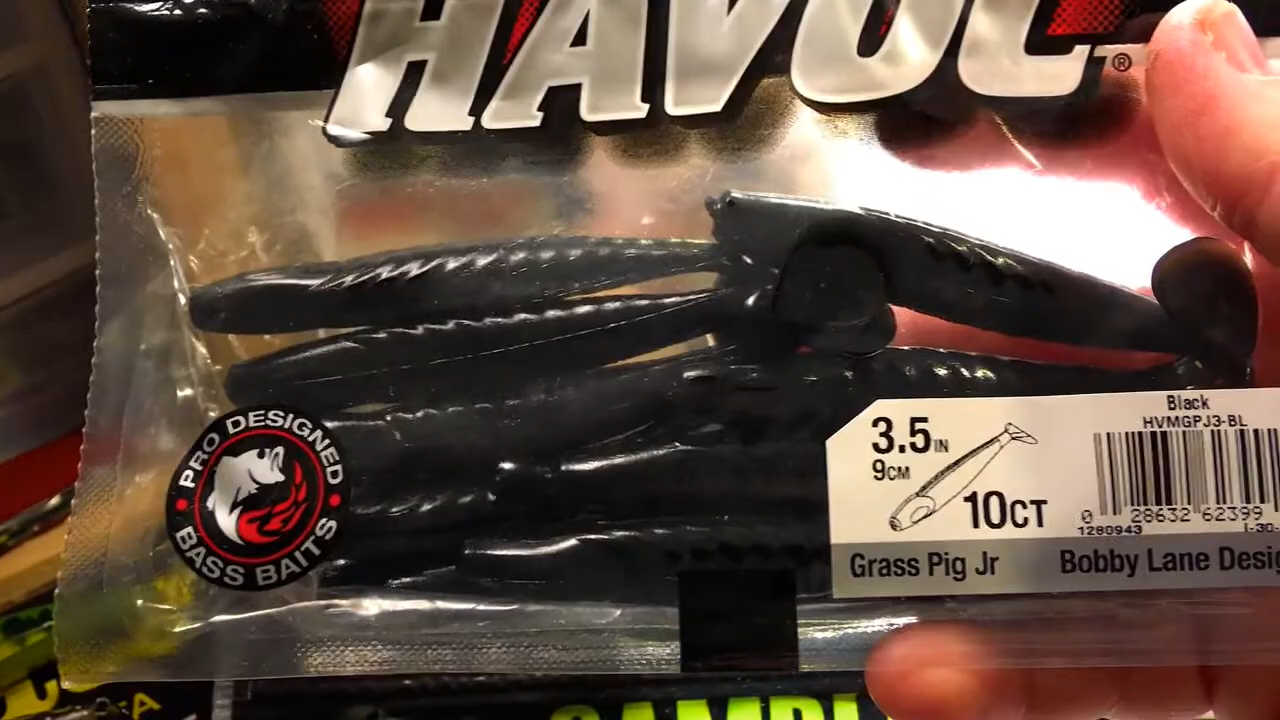 HAVOC®
PRO DESIGNED
BASS BAITS
3.5IN
9CM
10CT
Black
HVMGPJ3-BL
0 28632 62399
1280943
Grass Pig Jr
Bobby Lane